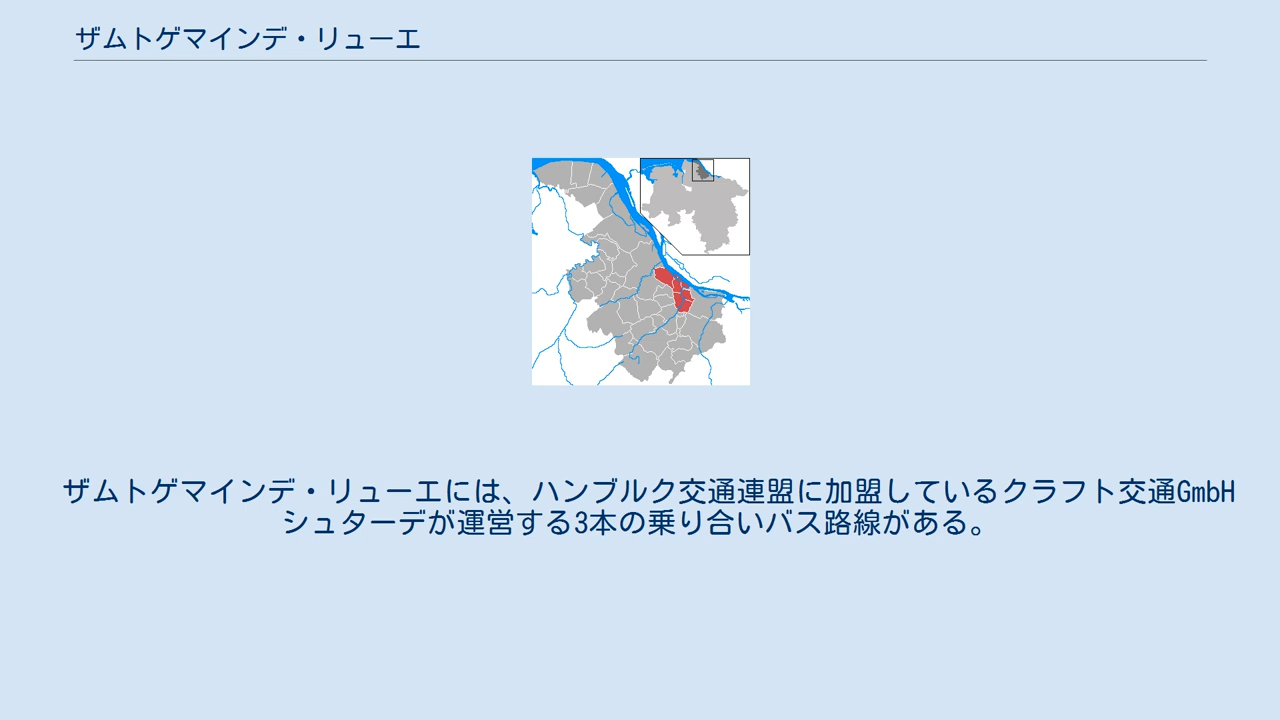 ザムトゲマインデ・リューエ
ザムトゲマインデ・リューエには、ハンブルク交通連盟に加盟しているクラフト交通GmbH
シュターデが運営する3本の乗り合いバス路線がある。